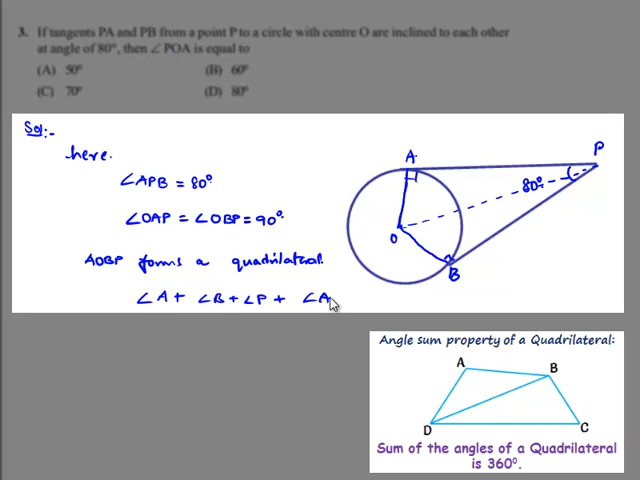 3. If tangents PA and PB from a point P to a circle with centre O are inclined to each other
at angle of 80°, then ∠ POA is equal to
(A) 50° (B) 60°
(C) 70° (D) 80°
Sol:-
here.
∠APB = 80°
∠OAP = ∠OBP = 90°
AOBP forms a quadrilateral.
∠A + ∠B + ∠P + ∠A
A
P
80°
O
B
Angle sum property of a Quadrilateral:
A
B
D
C
Sum of the angles of a Quadrilateral
is 360°.